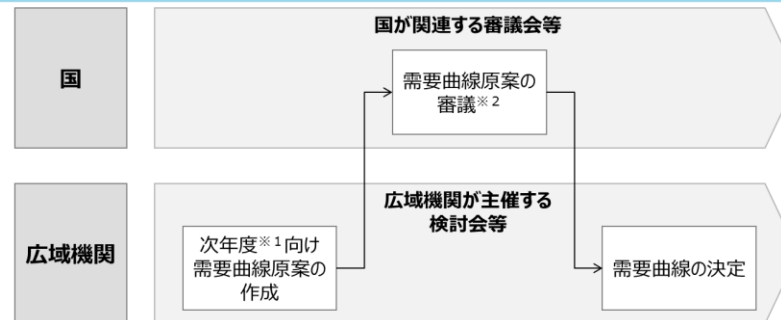 国が関連する審議会等
国
需要曲線原案の
審議※2
広域機関が主催する
検討会等
広域機関
次年度※1向け
需要曲線原案の
作成
需要曲線の決定